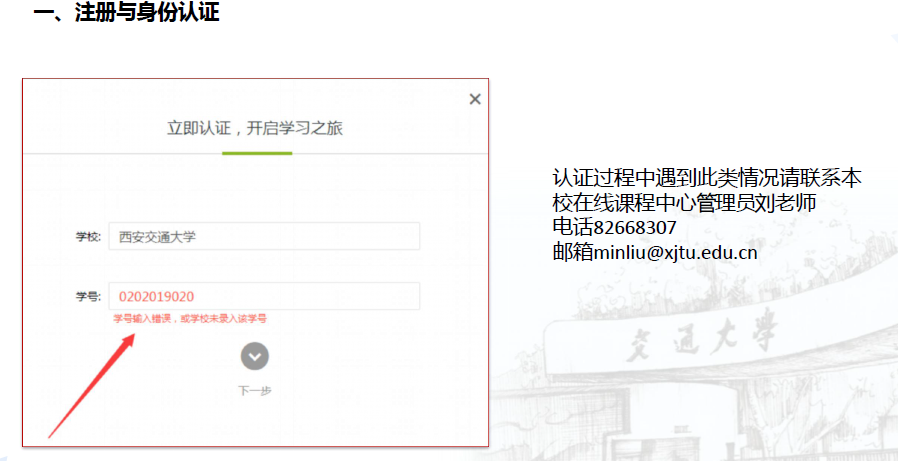 一、注册与身份认证
立即认证，开启学习之旅
学校: 西安交通大学
学号: 0202019020
学号输入错误，或学校未录入该学号
下一步
认证过程中遇到此类情况请联系本
校在线课程中心管理员刘老师
电话82668307
邮箱minliu@xjtu.edu.cn
交通大学